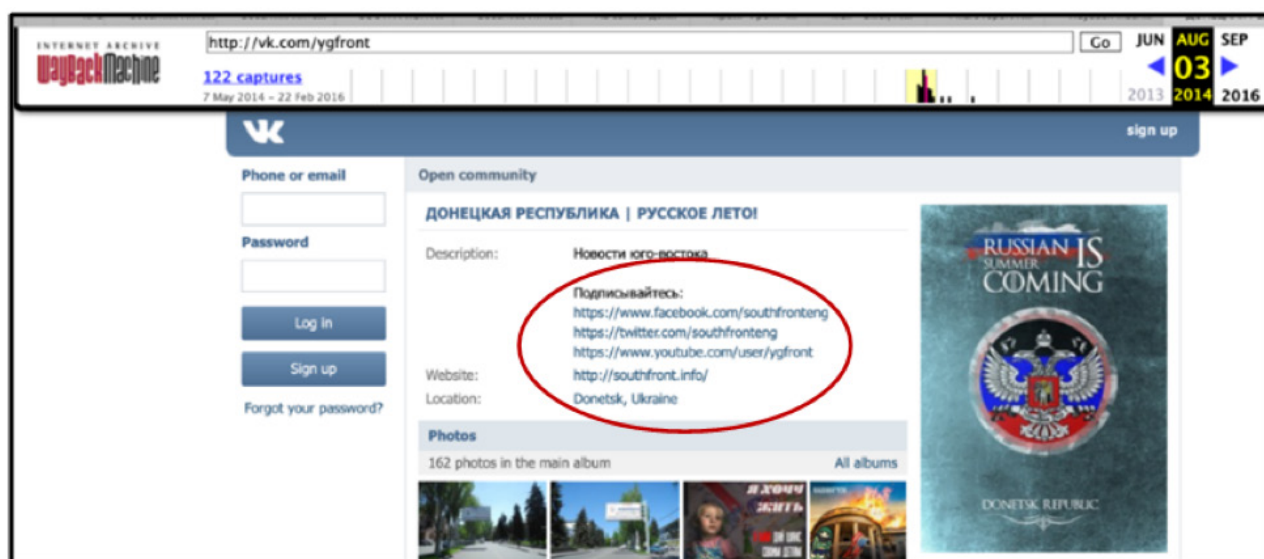 INTERNET ARCHIVE
WayBackMachine
http://vk.com/ygfront
Go
JUN AUG SEP
122 captures
03
7 May 2014 – 22 Feb 2016
2013 2014 2016
sign up
Phone or email
Open community
ДОНЕЦКАЯ РЕСПУБЛИКА | РУССКОЕ ЛЕТО!
Password
Description: Новости юго-востока
Подписывайтесь:
https://www.facebook.com/southfronteng
https://twitter.com/southfronteng
https://www.youtube.com/user/ygfront
Log in
Sign up
Website: http://southfront.info/
Location: Donetsk, Ukraine
Forgot your password?
Photos
162 photos in the main album All albums
RUSSIAN IS
SUMMER
COMING
DONETSK REPUBLIC
Я ХОЧУ
ЖИТЬ